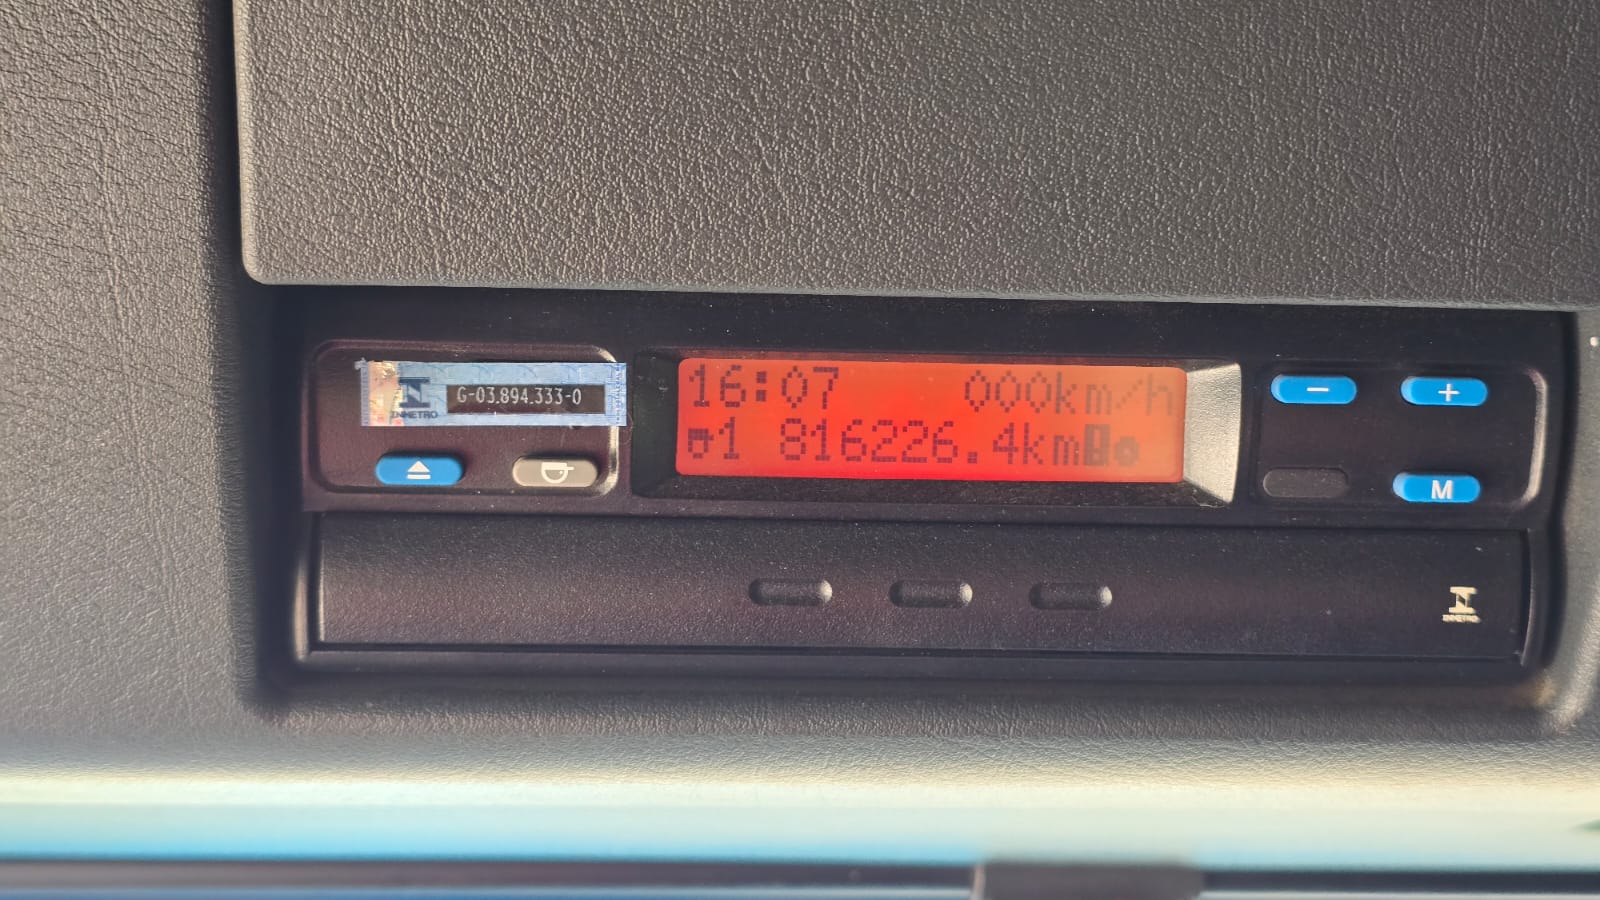 INMETRO
G-03.894.333-0
16:07 000km/h
1 816226.4km
− +
M
INMETRO